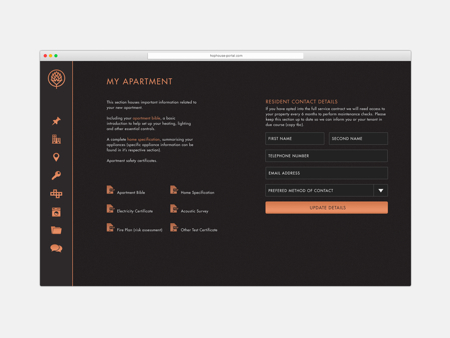 MY APARTMENT
This section houses important information related to
your new apartment.
Including your apartment bible, a basic
introduction to help set up your heating, lighting
and other essential controls.
A complete home specification, summarising your
appliances (specific appliance information can be
found in it's respective section).
Apartment safety certificates.
Apartment Bible
Home Specification
Electricity Certificate
Acoustic Survey
Fire Plan (risk assessment)
Other Test Certificate
RESIDENT CONTACT DETAILS
If you have opted into the full service contract we will need access to
your property every 6 months to perform maintenance checks. Please
keep this section up to date so we can inform you or your tenant in
due course (copy tbc).
FIRST NAME
SECOND NAME
TELEPHONE NUMBER
EMAIL ADDRESS
PREFERED METHOD OF CONTACT
UPDATE DETAILS